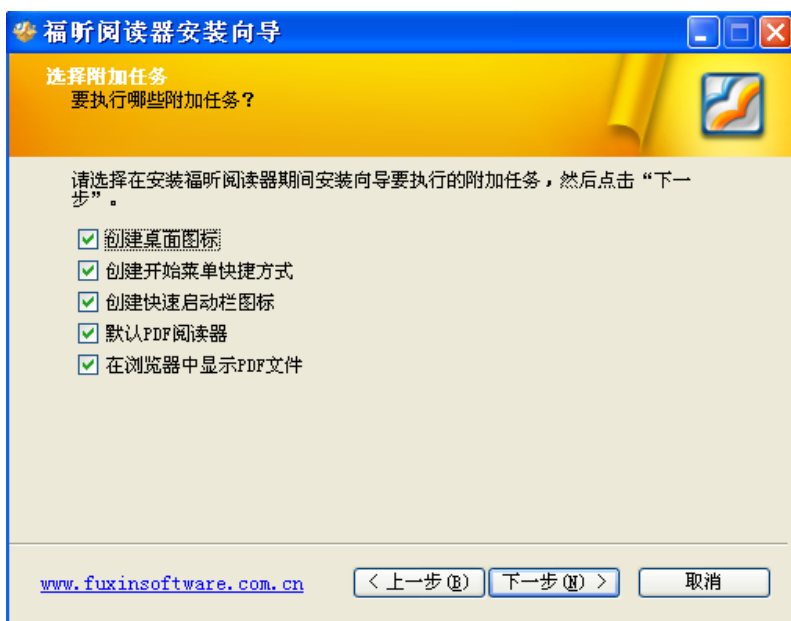 福昕阅读器安装向导
选择附加任务
要执行哪些附加任务？
请选择在安装福昕阅读器期间安装向导要执行的附加任务，然后点击“下一
步”。
创建桌面图标
创建开始菜单快捷方式
创建快速启动栏图标
默认PDF阅读器
在浏览器中显示PDF文件
www.fuxinsoftware.com.cn
< 上一步(B)
下一步(N) >
取消